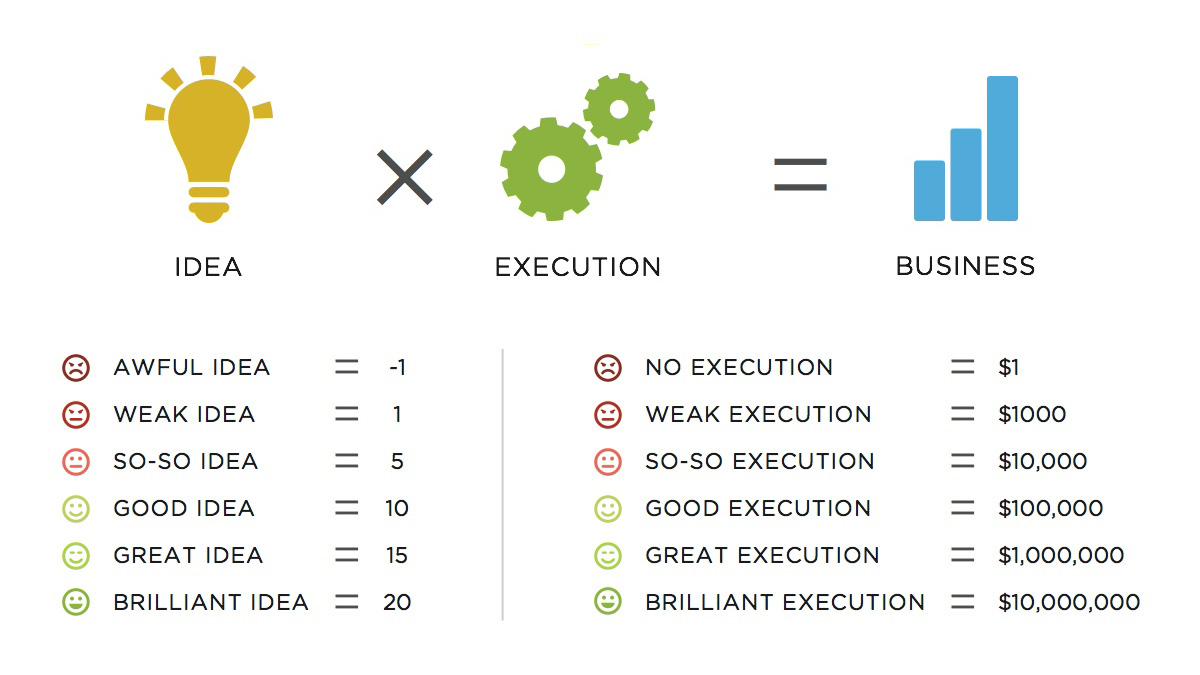 IDEA × EXECUTION = BUSINESS
AWFUL IDEA = -1
WEAK IDEA = 1
SO-SO IDEA = 5
GOOD IDEA = 10
GREAT IDEA = 15
BRILLIANT IDEA = 20
NO EXECUTION = $1
WEAK EXECUTION = $1000
SO-SO EXECUTION = $10,000
GOOD EXECUTION = $100,000
GREAT EXECUTION = $1,000,000
BRILLIANT EXECUTION = $10,000,000